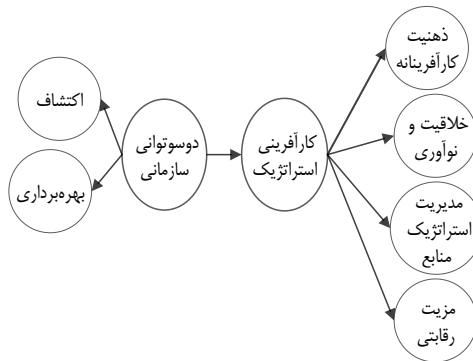 ذهنیت
کارآفرینانه
خلاقیت و
نوآوری
کارآفرینی
استراتژیک
دوسوتوانی
سازمانی
اکتشاف
بهره‌برداری
مدیریت
استراتژیک
منابع
مزیت
رقابتی